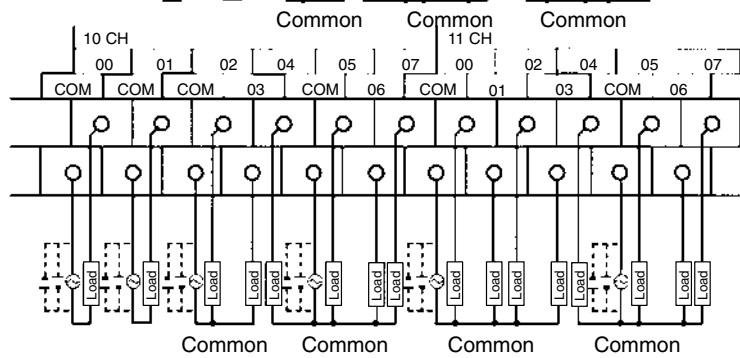 Common Common Common
10 CH 11 CH
00 01 02 04 05 07 00 02 04 05 07
COM COM COM 03 COM 06 COM 01 03 COM 06
Load Load Load Load Load Load Load Load Load Load Load Load Load Load Load Load
Common Common Common Common